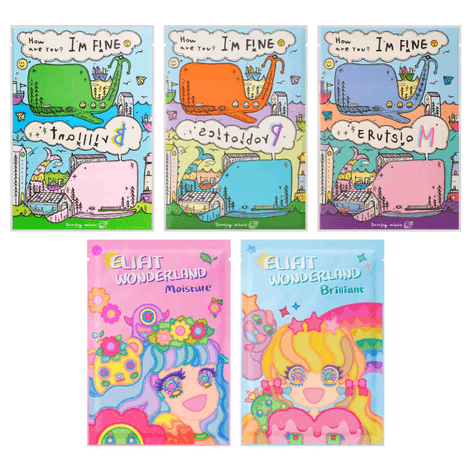 How
are You? I'M FINE
Brilliant
How
are You? I'M FINE
Probiotics
How
are You? I'M FINE
MoistuRE
ELIFIT
WONDERLAND
Moisture
ELIFIT
WONDERLAND
Brilliant